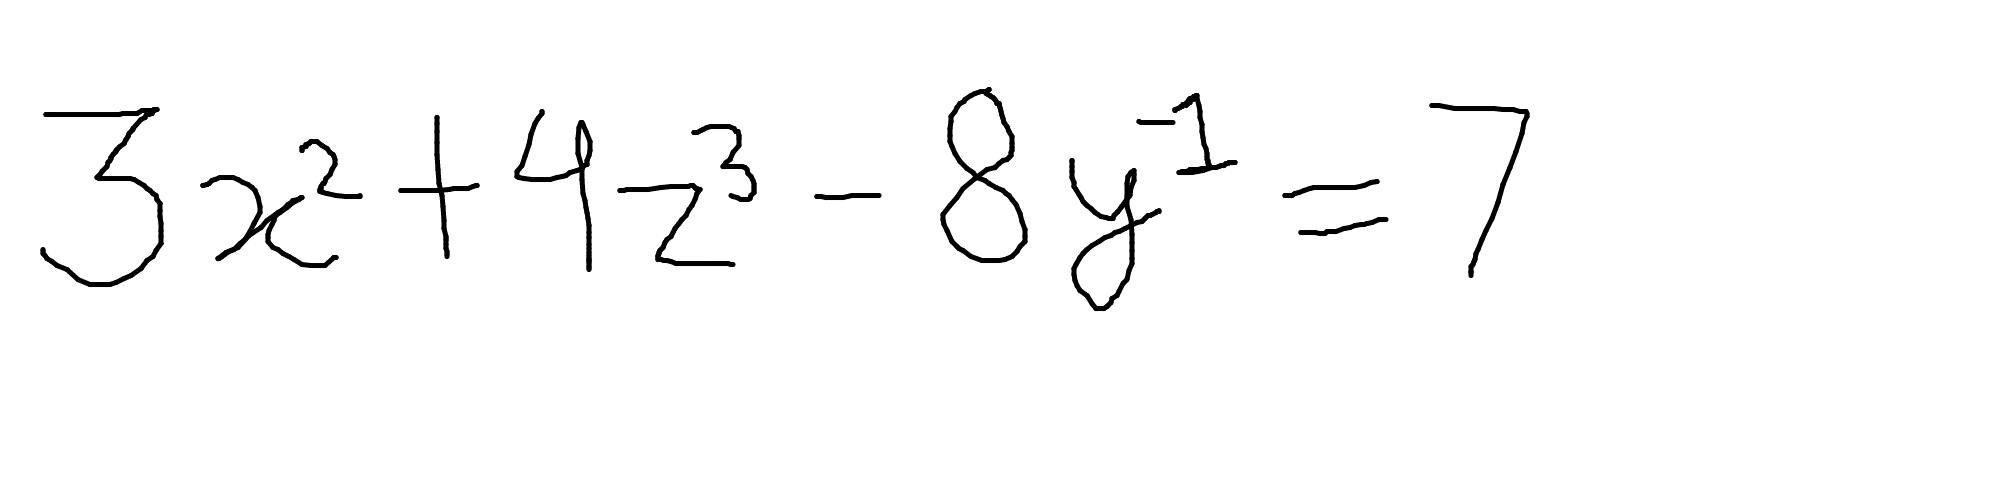 3x² + 4z³ - 8y⁻¹ = 7